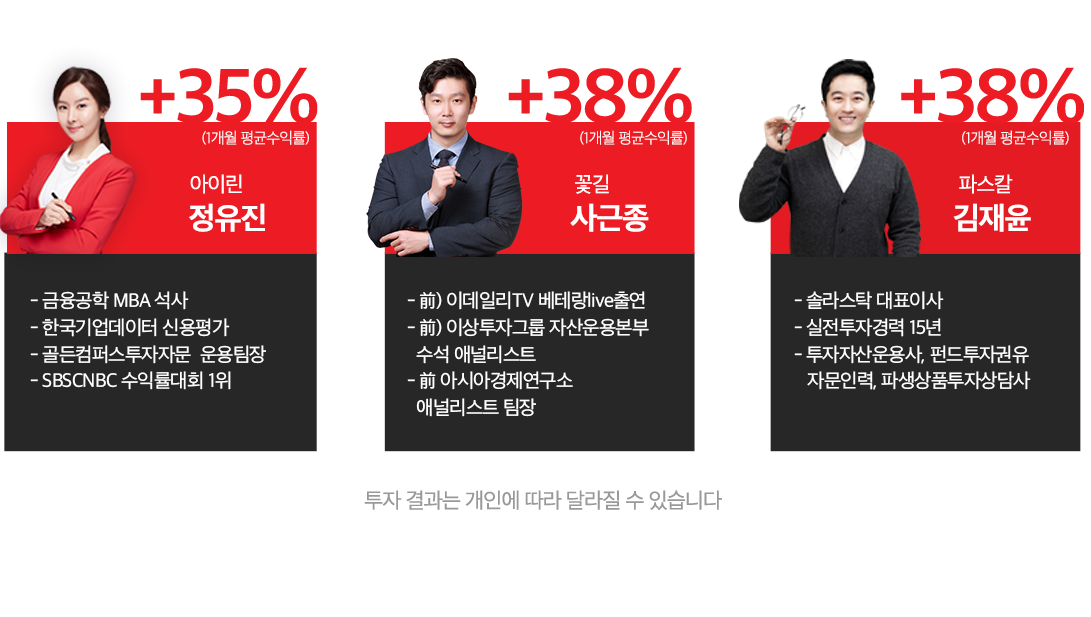 +35%
(1개월 평균수익률)
아이린
정유진
- 금융공학 MBA 석사
- 한국기업데이터 신용평가
- 골든컴퍼스투자자문 운용팀장
- SBSCNBC 수익률대회 1위
+38%
(1개월 평균수익률)
꽃길
사근종
- 前) 이데일리TV 베테랑live출연
- 前) 이상투자그룹 자산운용본부
수석 애널리스트
- 前 아시아경제연구소
애널리스트 팀장
+38%
(1개월 평균수익률)
파스칼
김재윤
- 솔라스탁 대표이사
- 실전투자경력 15년
- 투자자산운용사, 펀드투자권유
자문인력, 파생상품투자상담사
투자 결과는 개인에 따라 달라질 수 있습니다